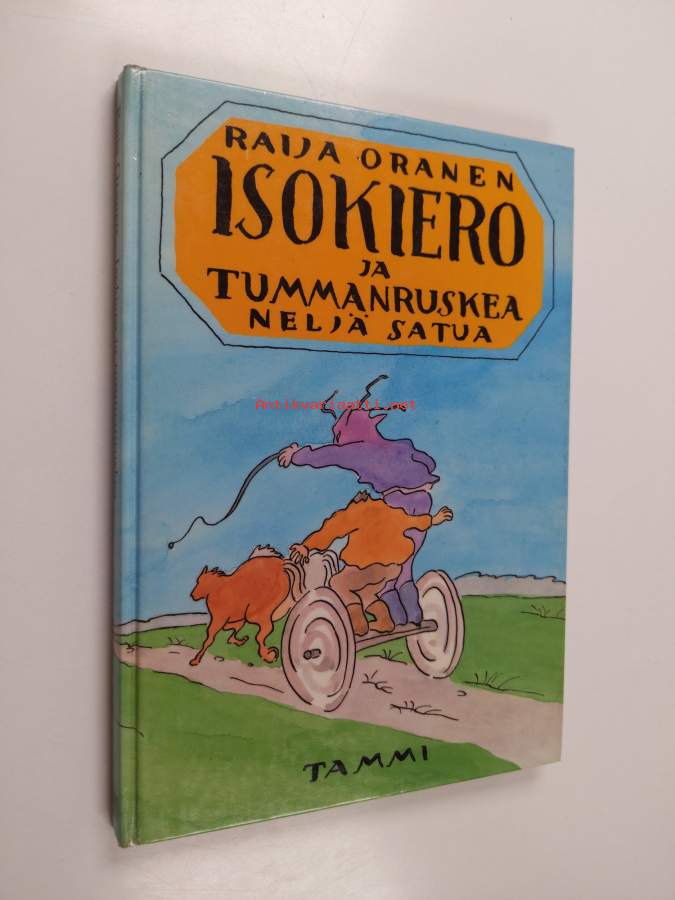 RAIJA ORANEN
ISOKIERO
JA
TUMMANRUSKEA
NELJÄ SATUA
Antikvariaatti.net
TAMMI